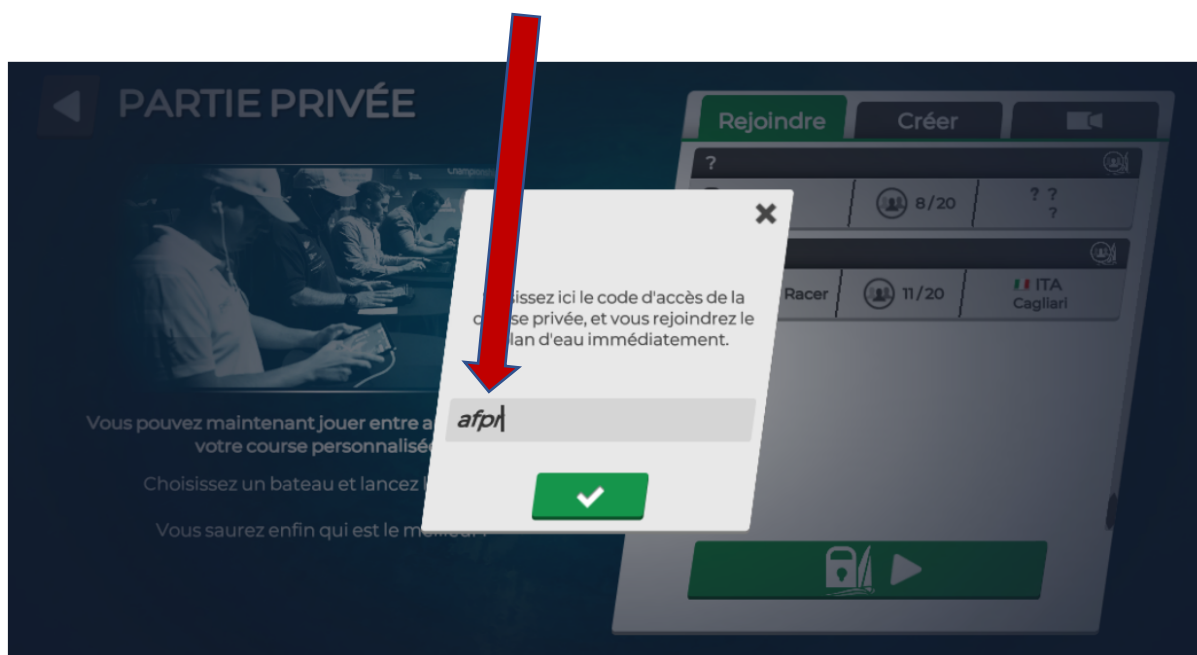 PARTIE PRIVÉE
Rejoindre
Créer
?
8/20
? ?
?
Racer
11/20
ITA
Cagliari
issez ici le code d'accès de la
se privée, et vous rejoindrez le
lan d'eau immédiatement.
Vous pouvez maintenant jouer entre a
votre course personnalisé
Choisissez un bateau et lancez
Vous saurez enfin qui est le